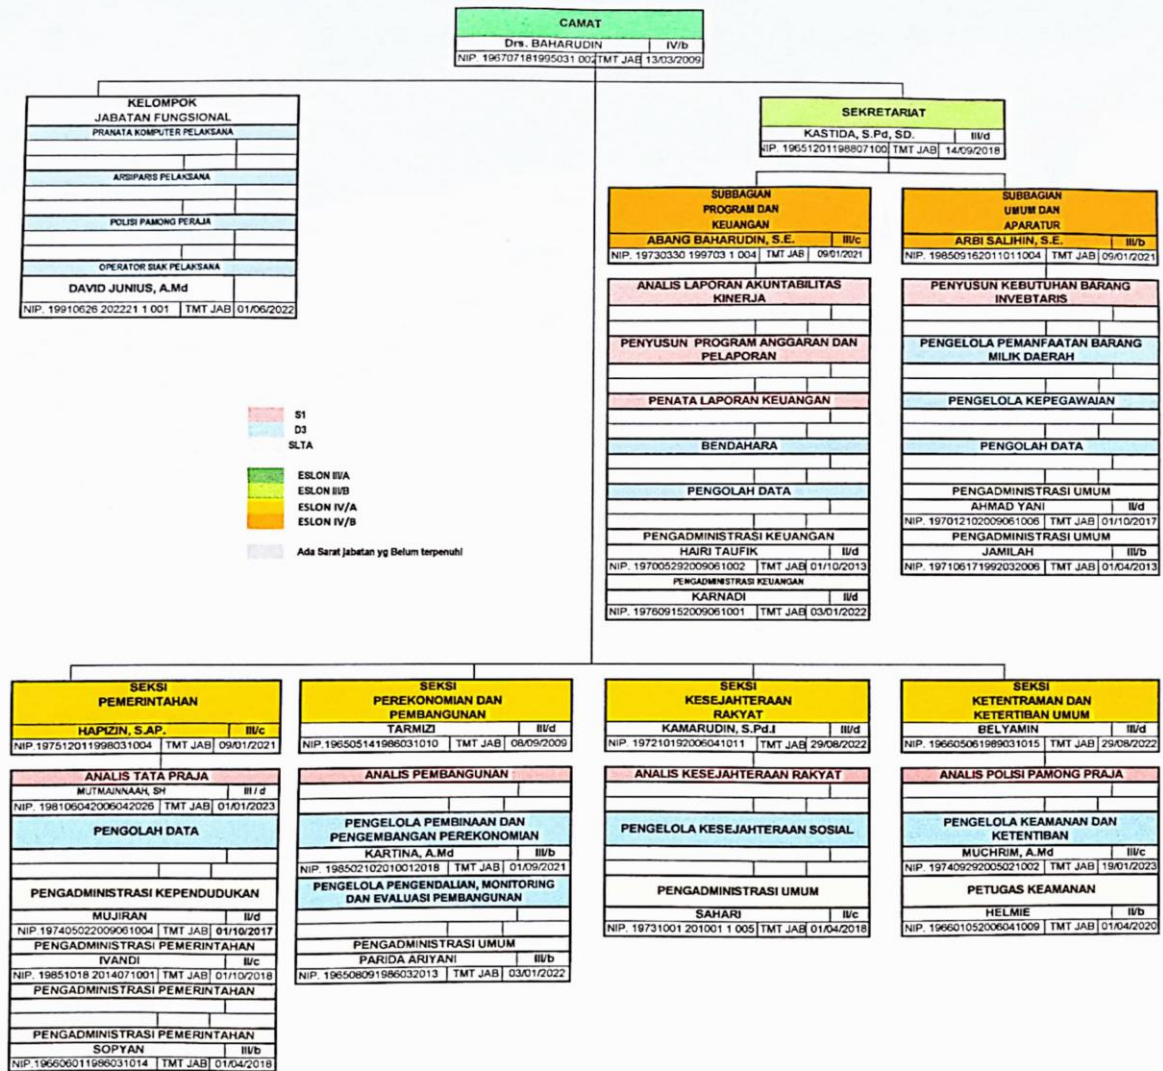 CAMAT
Drs. BAHARUDIN IV/b
NIP. 196707181995031 002 TMT JAB 13/03/2009
KELOMPOK
JABATAN FUNGSIONAL
PRANATA KOMPUTER PELAKSANA
ARSIPARIS PELAKSANA
POLISI PAMONG PERAJA
OPERATOR SIAK PELAKSANA
DAVID JUNIUS, A.Md
NIP. 19910626 202221 1 001 TMT JAB 01/06/2022
SEKRETARIAT
KASTIDA, S.Pd, SD. III/d
NIP. 19651201198807100 TMT JAB 14/09/2018
SUBBAGIAN
PROGRAM DAN
KEUANGAN
ABANG BAHARUDIN, S.E. III/c
NIP. 19730330 199703 1 004 TMT JAB 09/01/2021
ANALIS LAPORAN AKUNTABILITAS
KINERJA
PENYUSUN PROGRAM ANGGARAN DAN
PELAPORAN
PENATA LAPORAN KEUANGAN
BENDAHARA
PENGOLAH DATA
PENGADMINISTRASI KEUANGAN
HAIRI TAUFIK II/d
NIP. 197005292009061002 TMT JAB 01/10/2013
PENGADMINISTRASI KEUANGAN
KARNADI II/d
NIP. 197609152009061001 TMT JAB 03/01/2022
SUBBAGIAN
UMUM DAN
APARATUR
ARBI SALIHIN, S.E. III/b
NIP. 198509162011011004 TMT JAB 09/01/2021
PENYUSUN KEBUTUHAN BARANG
INVEBTARIS
PENGELOLA PEMANFAATAN BARANG
MILIK DAERAH
PENGELOLA KEPEGAWAIAN
PENGOLAH DATA
PENGADMINISTRASI UMUM
AHMAD YANI II/d
NIP. 197012102009061006 TMT JAB 01/10/2017
PENGADMINISTRASI UMUM
JAMILAH III/b
NIP. 197106171992032006 TMT JAB 01/04/2013
S1
D3
SLTA
ESLON III/A
ESLON III/B
ESLON IV/A
ESLON IV/B
Ada Sarat jabatan yg Belum terpenuhi
SEKSI
PEMERINTAHAN
HAPIZIN, S.AP. III/c
NIP.197512011998031004 TMT JAB 09/01/2021
ANALIS TATA PRAJA
MUTMAINNAAH, SH III / d
NIP. 198106042006042026 TMT JAB 01/01/2023
PENGOLAH DATA
PENGADMINISTRASI KEPENDUDUKAN
MUJIRAN II/d
NIP.197405022009061004 TMT JAB 01/10/2017
PENGADMINISTRASI PEMERINTAHAN
IVANDI II/c
NIP. 19851018 2014071001 TMT JAB 01/10/2018
PENGADMINISTRASI PEMERINTAHAN
PENGADMINISTRASI PEMERINTAHAN
SOPYAN III/b
NIP.196606011986031014 TMT JAB 01/04/2018
SEKSI
PEREKONOMIAN DAN
PEMBANGUNAN
TARMIZI III/d
NIP.196505141986031010 TMT JAB 08/09/2009
ANALIS PEMBANGUNAN
PENGELOLA PEMBINAAN DAN
PENGEMBANGAN PEREKONOMIAN
KARTINA, A.Md III/b
NIP. 198502102010012018 TMT JAB 01/09/2021
PENGELOLA PENGENDALIAN, MONITORING
DAN EVALUASI PEMBANGUNAN
PENGADMINISTRASI UMUM
PARIDA ARIYANI III/b
NIP. 196508091986032013 TMT JAB 03/01/2022
SEKSI
KESEJAHTERAAN
RAKYAT
KAMARUDIN, S.Pd.I III/d
NIP. 197210192006041011 TMT JAB 29/08/2022
ANALIS KESEJAHTERAAN RAKYAT
PENGELOLA KESEJAHTERAAN SOSIAL
PENGADMINISTRASI UMUM
SAHARI II/c
NIP. 19731001 201001 1 005 TMT JAB 01/04/2018
SEKSI
KETENTRAMAN DAN
KETERTIBAN UMUM
BELYAMIN III/d
NIP. 196605061989031015 TMT JAB 29/08/2022
ANALIS POLISI PAMONG PRAJA
PENGELOLA KEAMANAN DAN
KETENTIBAN
MUCHRIM, A.Md III/c
NIP. 197409292005021002 TMT JAB 19/01/2023
PETUGAS KEAMANAN
HELMIE II/b
NIP. 196601052006041009 TMT JAB 01/04/2020